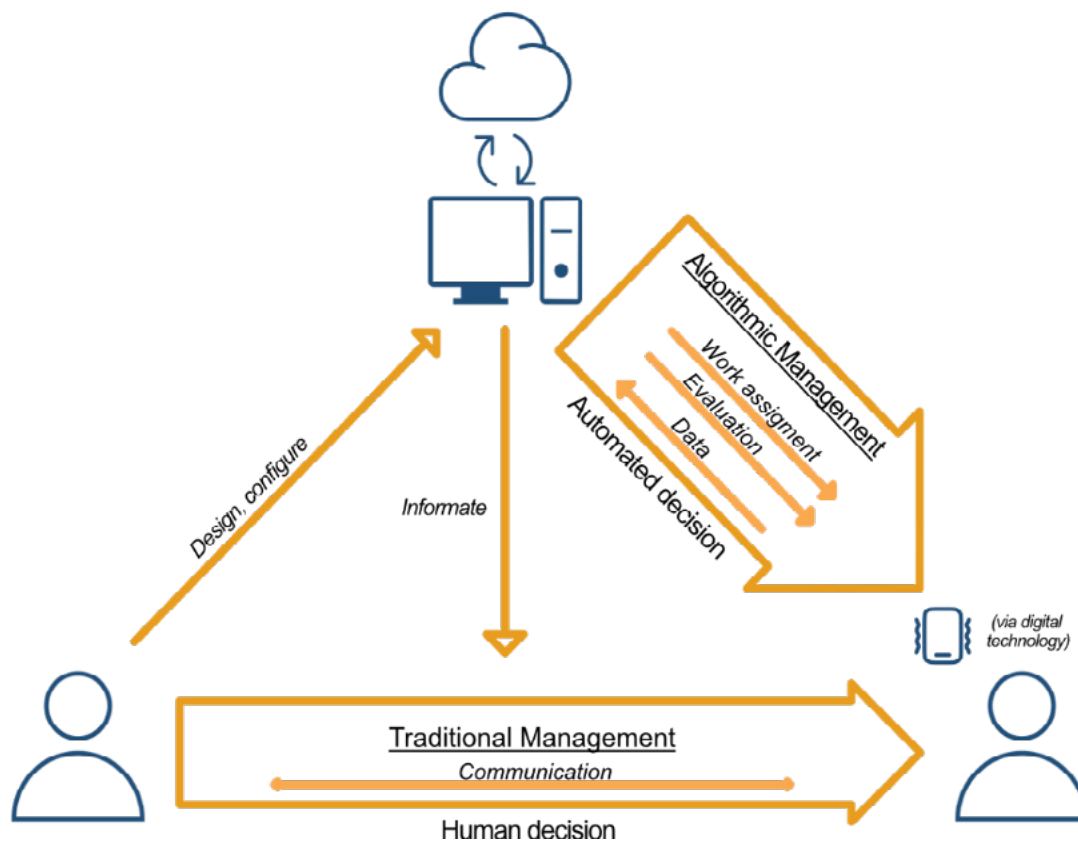 Algorithmic Management
Work assigment
Evaluation
Data
Automated decision
Design, configure
Informate
(via digital
technology)
Traditional Management
Communication
Human decision